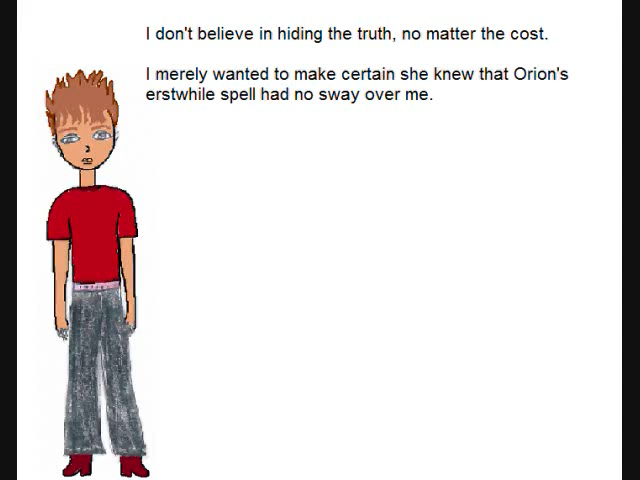 I don't believe in hiding the truth, no matter the cost.
I merely wanted to make certain she knew that Orion's
erstwhile spell had no sway over me.